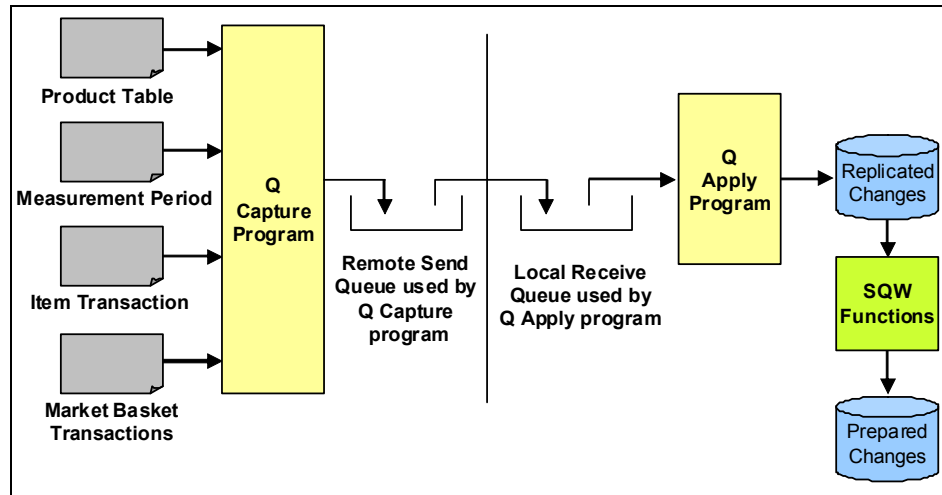 Product Table
Measurement Period
Item Transaction
Market Basket
Transactions
Q
Capture
Program
Remote Send
Queue used by
Q Capture
program
Local Receive
Queue used by
Q Apply program
Q
Apply
Program
Replicated
Changes
SQW
Functions
Prepared
Changes